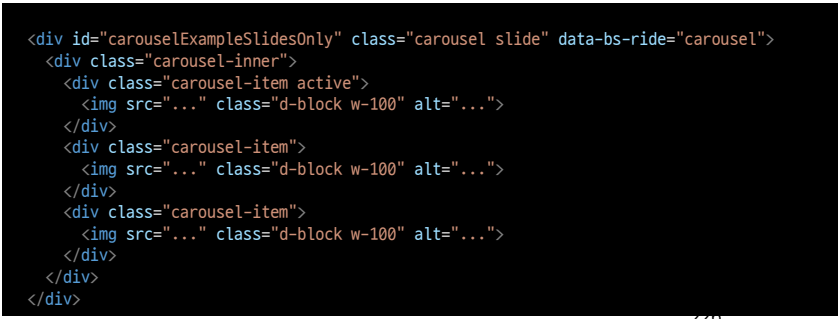 <div id="carouselExampleSlidesOnly" class="carousel slide" data-bs-ride="carousel">
  <div class="carousel-inner">
    <div class="carousel-item active">
      <img src="..." class="d-block w-100" alt="...">
    </div>
    <div class="carousel-item">
      <img src="..." class="d-block w-100" alt="...">
    </div>
    <div class="carousel-item">
      <img src="..." class="d-block w-100" alt="...">
    </div>
  </div>
</div>